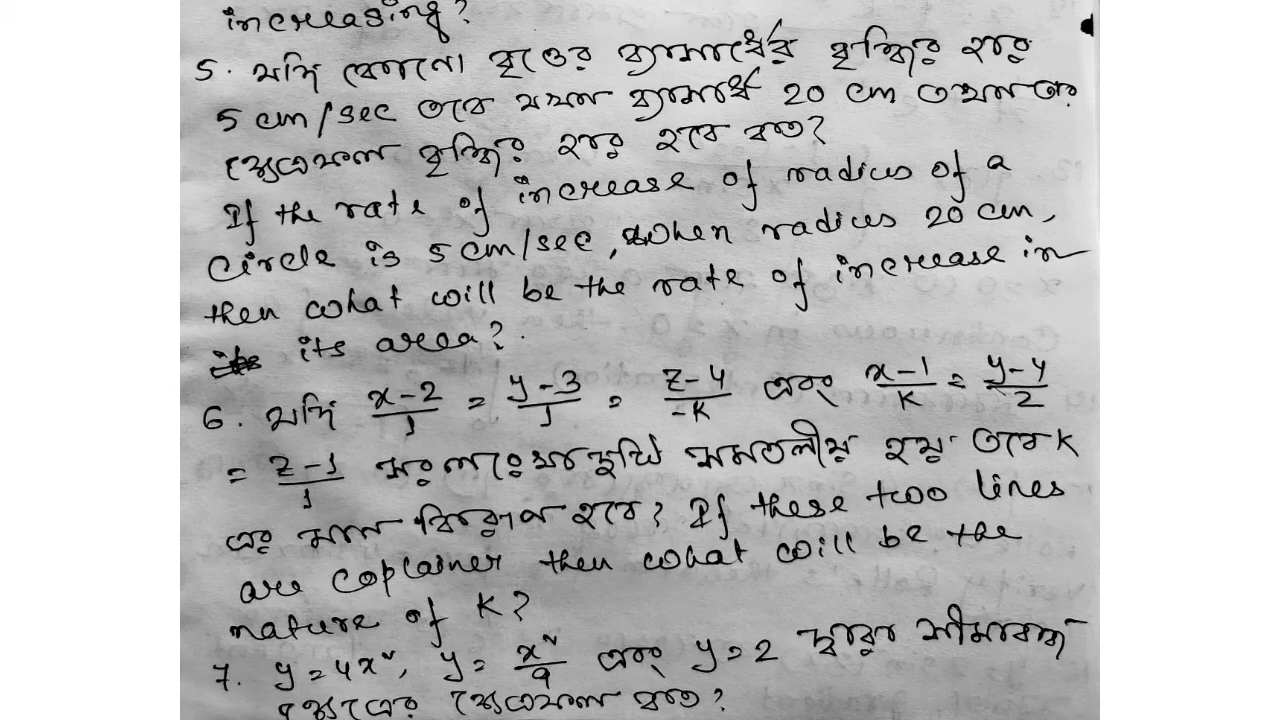 increasing?
5. যদি কোনো বৃত্তের ব্যাসার্ধের বৃদ্ধির হার
5 cm/sec তবে যখন ব্যাসার্ধ 20 cm তখন তার
ক্ষেত্রফল বৃদ্ধির হার হবে কত?
If the rate of increase of radius of a
circle is 5 cm/sec, when radius 20 cm,
then what will be the rate of increase in
its area?
6. যদি (x-2)/1 = (y-3)/1 = (z-4)/-k এবং (x-1)/k = (y-4)/2
= (z-1)/1 সরলরেখাদুটি সমতলীয় হয় তবে k
এর মান কিরূপ হবে? If these two lines
are coplainer then what will be the
nature of k?
7. y = 4x², y = x²/9 এবং y = 2 দ্বারা সীমাবদ্ধ
ক্ষেত্রের ক্ষেত্রফল কত?